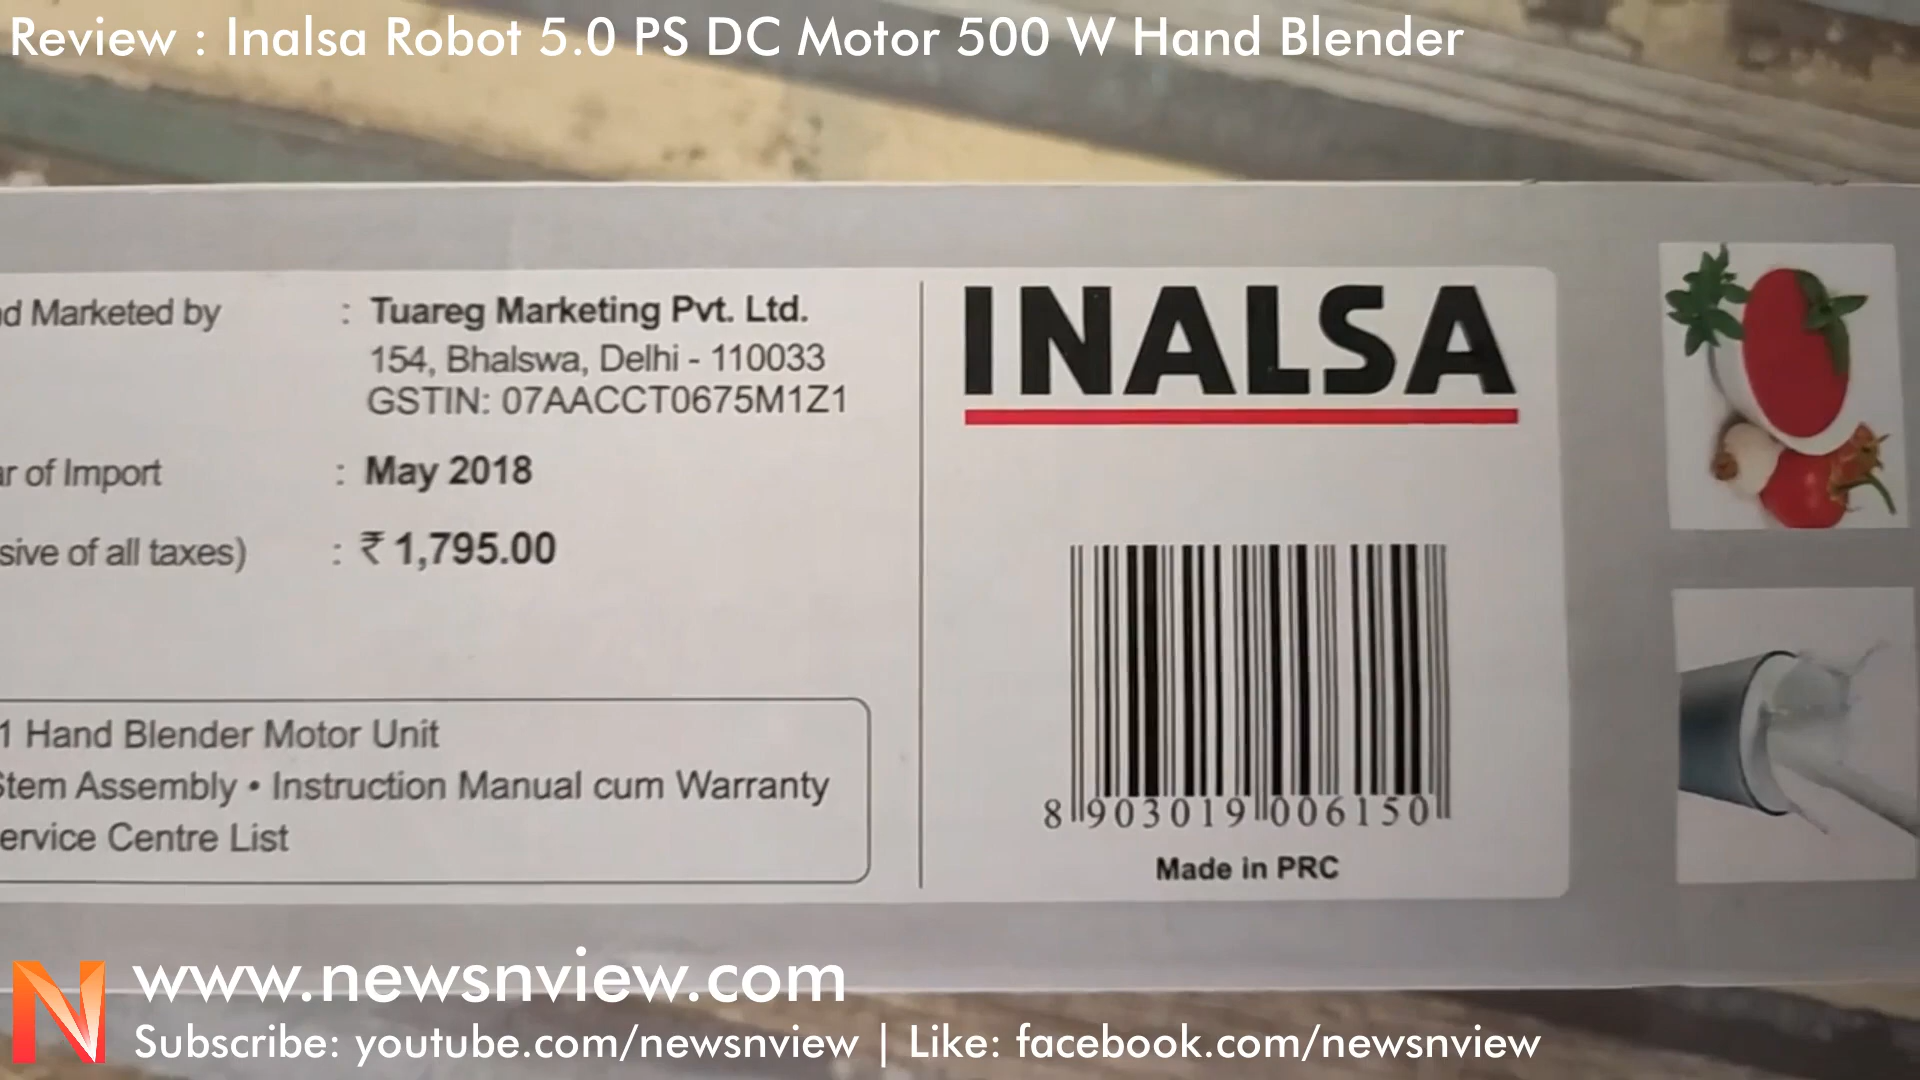 Review : Inalsa Robot 5.0 PS DC Motor 500 W Hand Blender
d Marketed by : Tuareg Marketing Pvt. Ltd.
154, Bhalswa, Delhi - 110033
GSTIN: 07AACCT0675M1Z1
r of Import : May 2018
sive of all taxes) : ₹ 1,795.00
1 Hand Blender Motor Unit
Stem Assembly • Instruction Manual cum Warranty
ervice Centre List
INALSA
8 903019 006150
Made in PRC
www.newsnview.com
Subscribe: youtube.com/newsnview | Like: facebook.com/newsnview